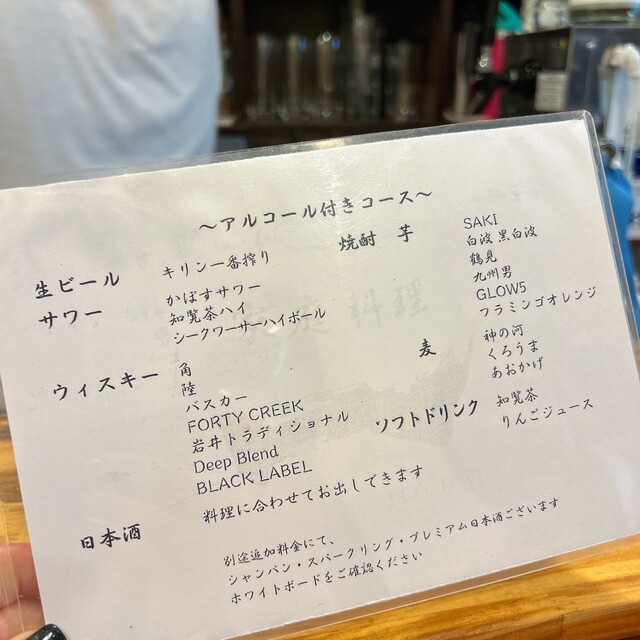 ～アルコール付きコース～
生ビール キリン一番搾り
サワー かぼすサワー
知覧茶ハイ
シークワーサーハイボール
ウィスキー 角
陸
バスカー
FORTY CREEK
岩井トラディショナル
Deep Blend
BLACK LABEL
日本酒 料理に合わせてお出しできます
焼酎 芋 SAKI
白波 黒白波
鶴見
九州男
GLOW5
フラミンゴオレンジ
麦 神の河
くろうま
あおかげ
ソフトドリンク 知覧茶
りんごジュース
別途追加料金にて、
シャンパン・スパークリング・プレミアム日本酒ございます
ホワイトボードをご確認ください